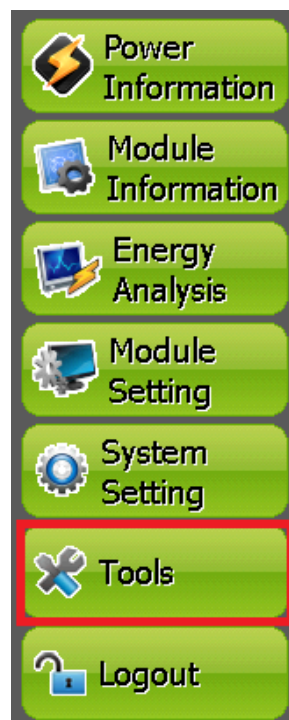 Power
Information
Module
Information
Energy
Analysis
Module
Setting
System
Setting
Tools
Logout